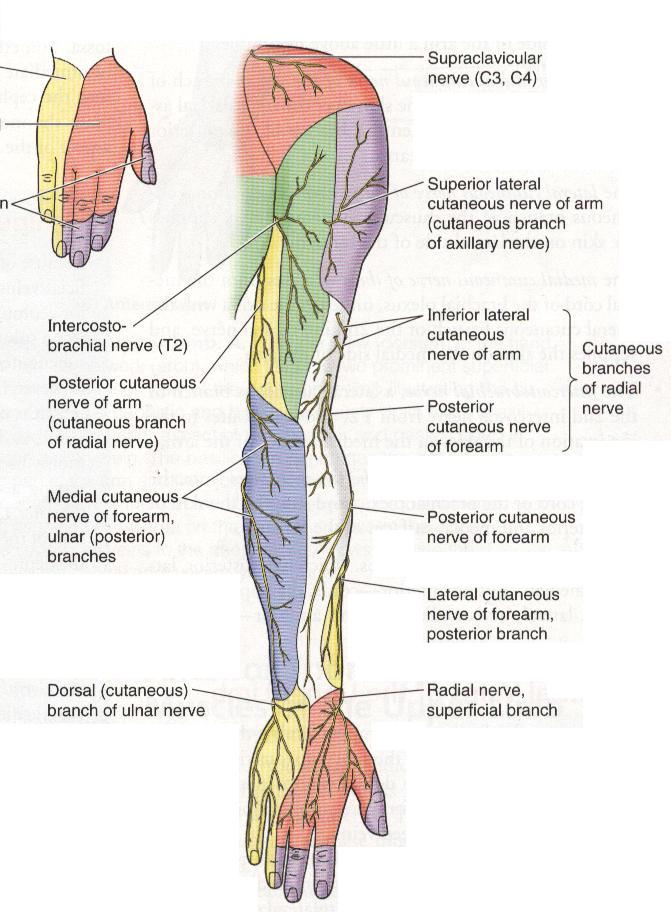 Supraclavicular
nerve (C3, C4)
Superior lateral
cutaneous nerve of arm
(cutaneous branch
of axillary nerve)
Intercosto-
brachial nerve (T2)
Inferior lateral
cutaneous
nerve of arm
Cutaneous
branches
of radial
nerve
Posterior cutaneous
nerve of arm
(cutaneous branch
of radial nerve)
Posterior
cutaneous nerve
of forearm
Medial cutaneous
nerve of forearm,
ulnar (posterior)
branches
Posterior cutaneous
nerve of forearm
Lateral cutaneous
nerve of forearm,
posterior branch
Dorsal (cutaneous)
branch of ulnar nerve
Radial nerve,
superficial branch